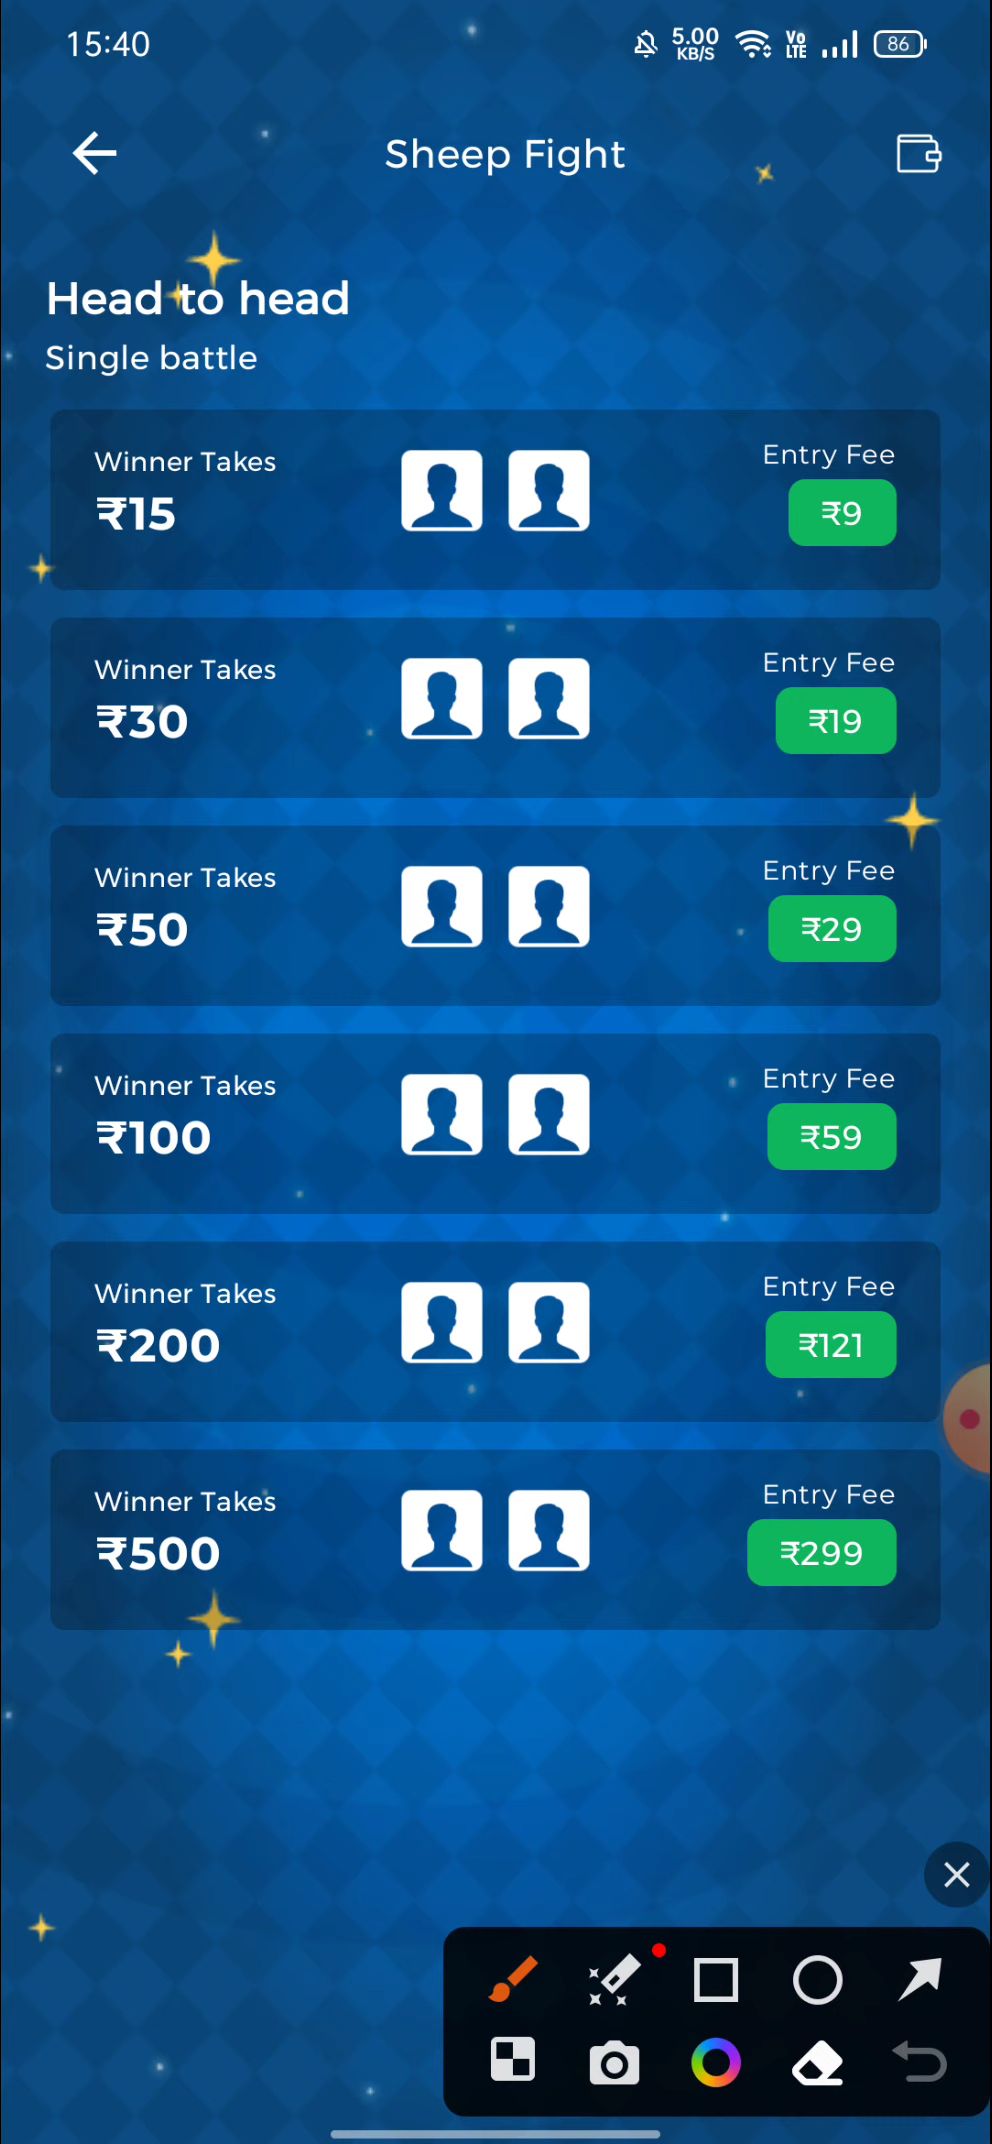 15:40
5.00 KB/S
Vo LTE
86
Sheep Fight
Head to head
Single battle
Winner Takes
₹15
Entry Fee
₹9
Winner Takes
₹30
Entry Fee
₹19
Winner Takes
₹50
Entry Fee
₹29
Winner Takes
₹100
Entry Fee
₹59
Winner Takes
₹200
Entry Fee
₹121
Winner Takes
₹500
Entry Fee
₹299